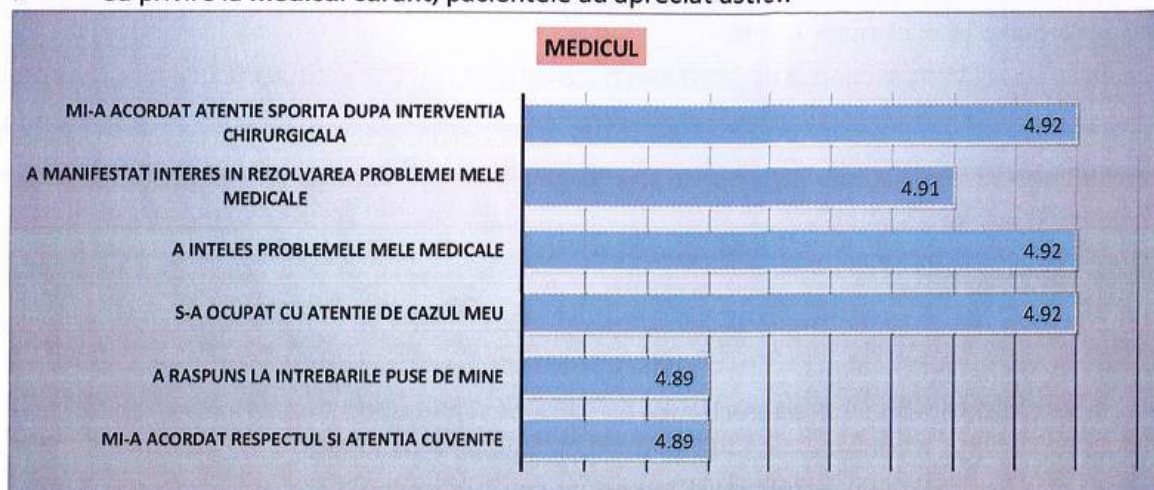 MEDICUL
MI-A ACORDAT ATENTIE SPORITA DUPA INTERVENTIA
CHIRURGICALA
4.92
A MANIFESTAT INTERES IN REZOLVAREA PROBLEMEI MELE
MEDICALE
4.91
A INTELES PROBLEMELE MELE MEDICALE
4.92
S-A OCUPAT CU ATENTIE DE CAZUL MEU
4.92
A RASPUNS LA INTREBARILE PUSE DE MINE
4.89
MI-A ACORDAT RESPECTUL SI ATENTIA CUVENITE
4.89